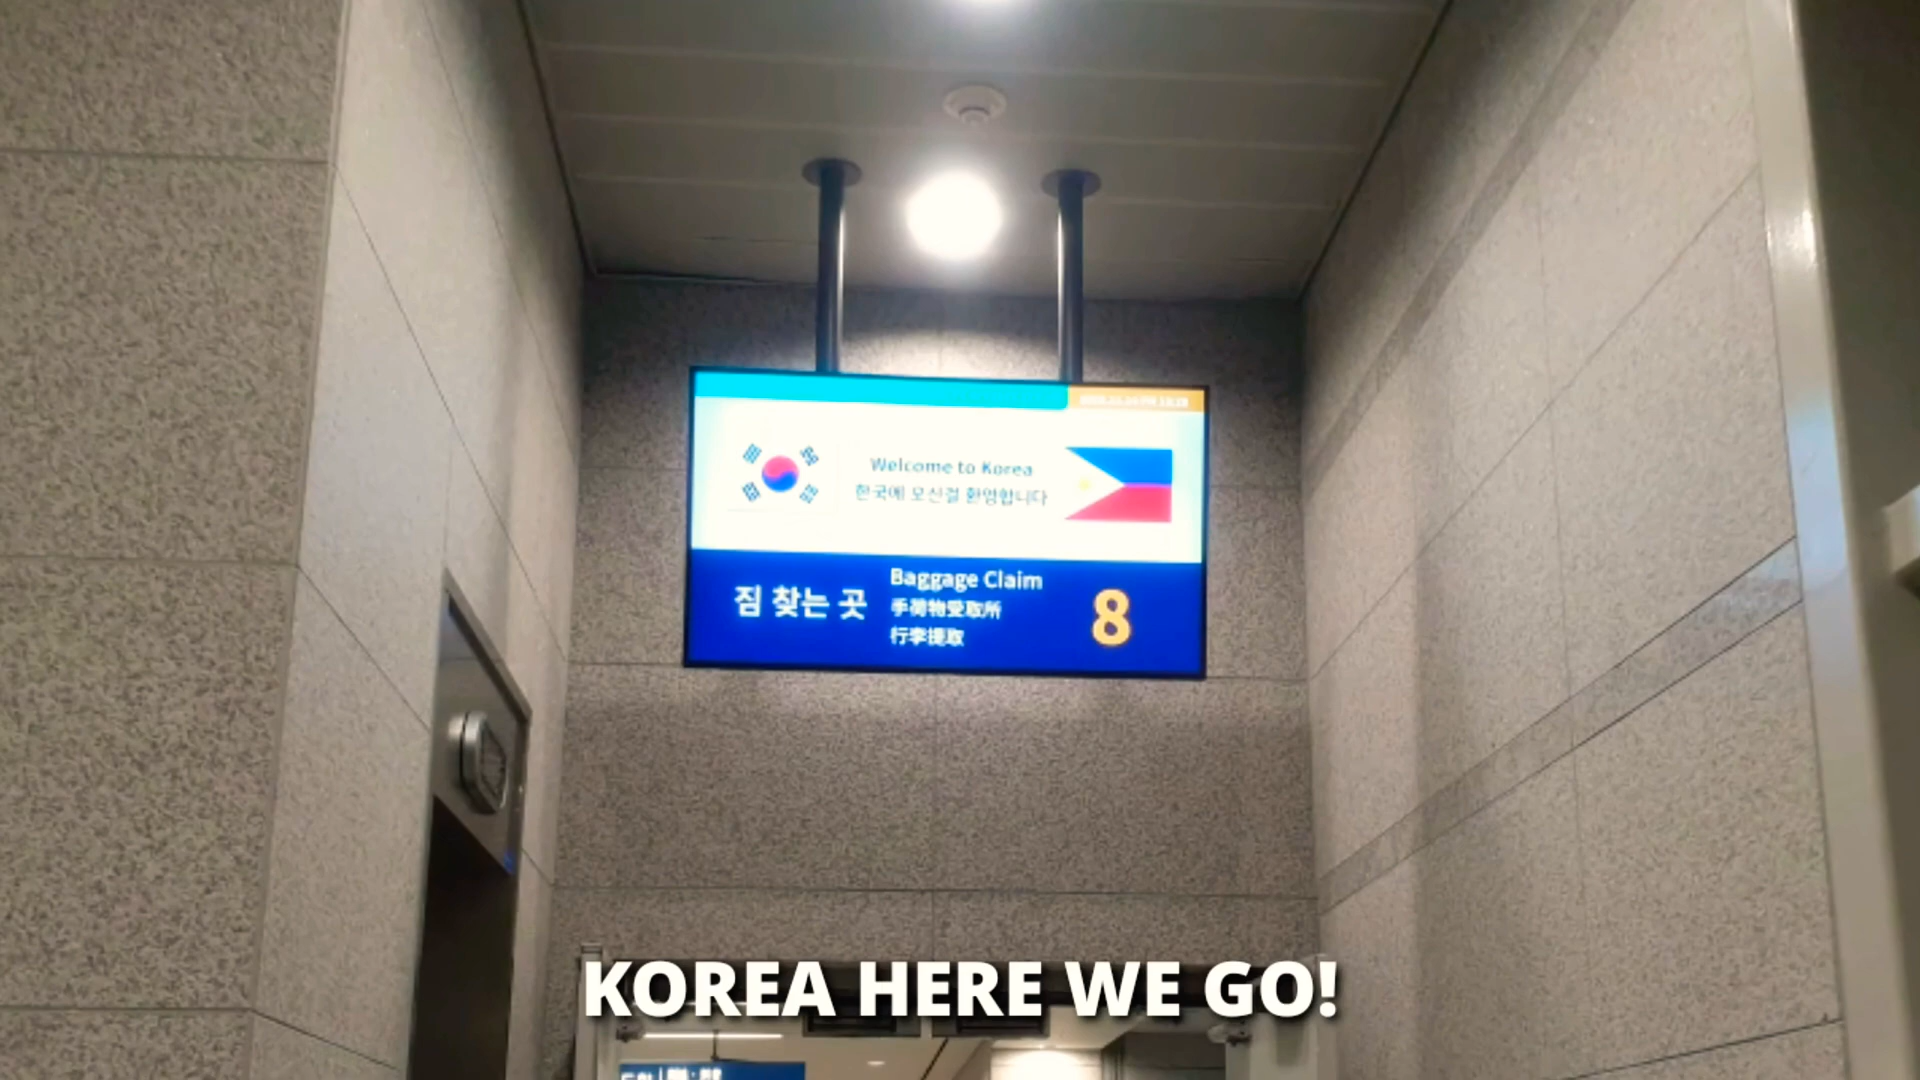 Welcome to Korea
한국에 오신걸 환영합니다
짐 찾는 곳
Baggage Claim
手荷物受取所
行李提取
8
KOREA HERE WE GO!